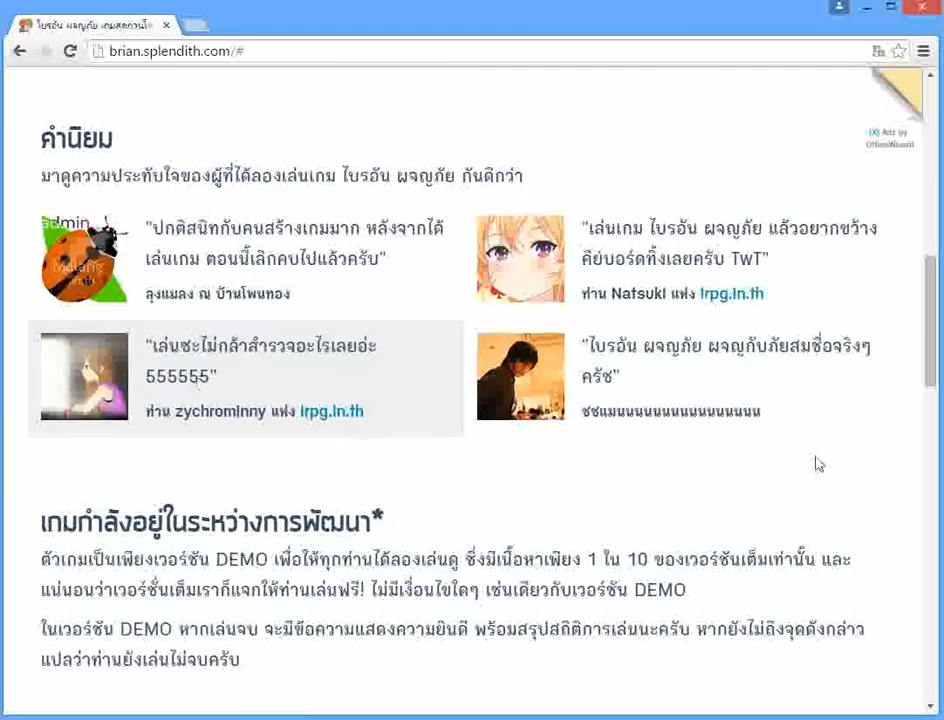 ไบรอัน ผจญภัย เกมสุดกวนโ
brian.splendith.com/#
คำนิยม
(X) Ads by
มาดูความประทับใจของผู้ที่ได้ลองเล่นเกม ไบรอัน ผจญภัย กันดีกว่า
admin
Malang
in.th
"ปกติสนิทกับคนสร้างเกมมาก หลังจากได้
เล่นเกม ตอนนี้เลิกคบไปแล้วครับ"
ลุงแมลง ณ บ้านโพนทอง
"เล่นเกม ไบรอัน ผจญภัย แล้วอยากขว้าง
คีย์บอร์ดทิ้งเลยครับ TwT"
ท่าน Natsuki แห่ง irpg.in.th
"เล่นซะไม่กล้าสำรวจอะไรเลยอ่ะ
555555"
ท่าน zychrominny แห่ง irpg.in.th
"ไบรอัน ผจญภัย ผจญกับภัยสมชื่อจริงๆ
ครัช"
ชชแมนนนนนนนนนนนนนนนนน
เกมกำลังอยู่ในระหว่างการพัฒนา*
ตัวเกมเป็นเพียงเวอร์ชัน DEMO เพื่อให้ทุกท่านได้ลองเล่นดู ซึ่งมีเนื้อหาเพียง 1 ใน 10 ของเวอร์ชันเต็มเท่านั้น และ
แน่นอนว่าเวอร์ชั่นเต็มเราก็แจกให้ท่านเล่นฟรี! ไม่มีเงื่อนไขใดๆ เช่นเดียวกับเวอร์ชัน DEMO
ในเวอร์ชัน DEMO หากเล่นจบ จะมีข้อความแสดงความยินดี พร้อมสรุปสถิติการเล่นนะครับ หากยังไม่ถึงจุดดังกล่าว
แปลว่าท่านยังเล่นไม่จบครับ